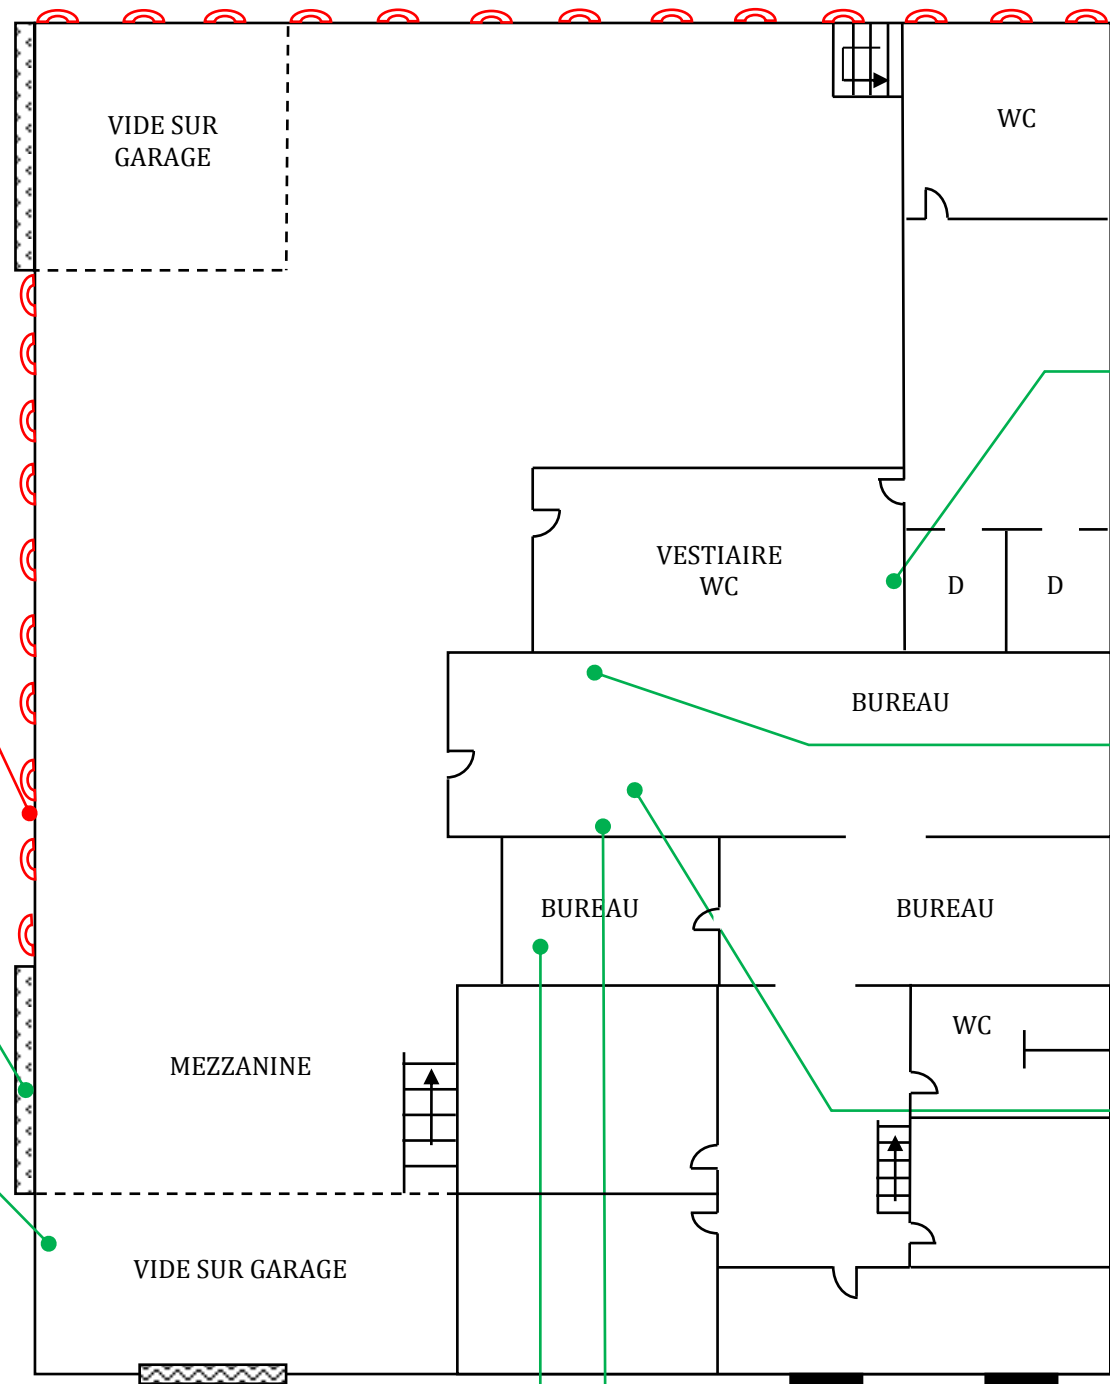 VIDE SUR
GARAGE
WC
VESTIAIRE
WC
D
D
BUREAU
BUREAU
BUREAU
WC
MEZZANINE
VIDE SUR GARAGE